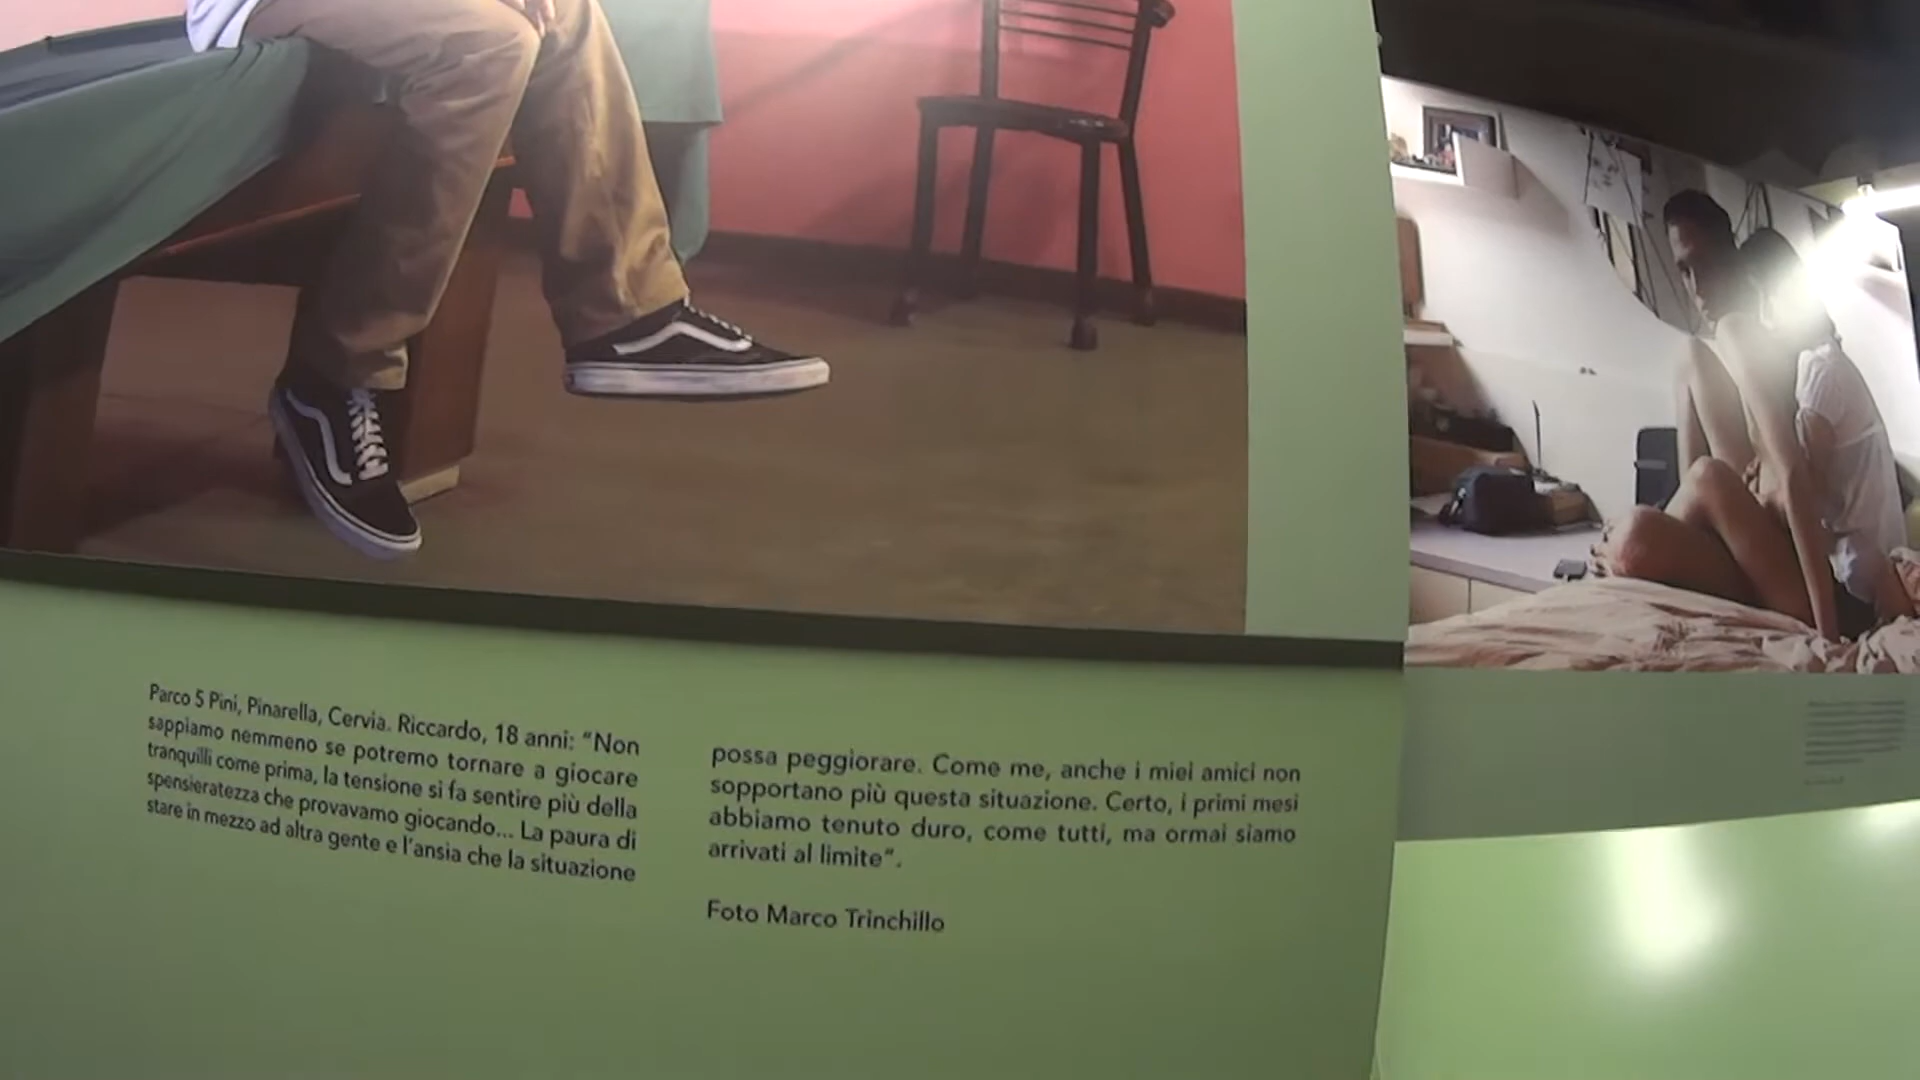 Parco 5 Pini, Pinarella, Cervia. Riccardo, 18 anni: “Non
sappiamo nemmeno se potremo tornare a giocare
tranquilli come prima, la tensione si fa sentire più della
spensieratezza che provavamo giocando... La paura di
stare in mezzo ad altra gente e l’ansia che la situazione
possa peggiorare. Come me, anche i miei amici non
sopportano più questa situazione. Certo, i primi mesi
abbiamo tenuto duro, come tutti, ma ormai siamo
arrivati al limite”.
Foto Marco Trinchillo